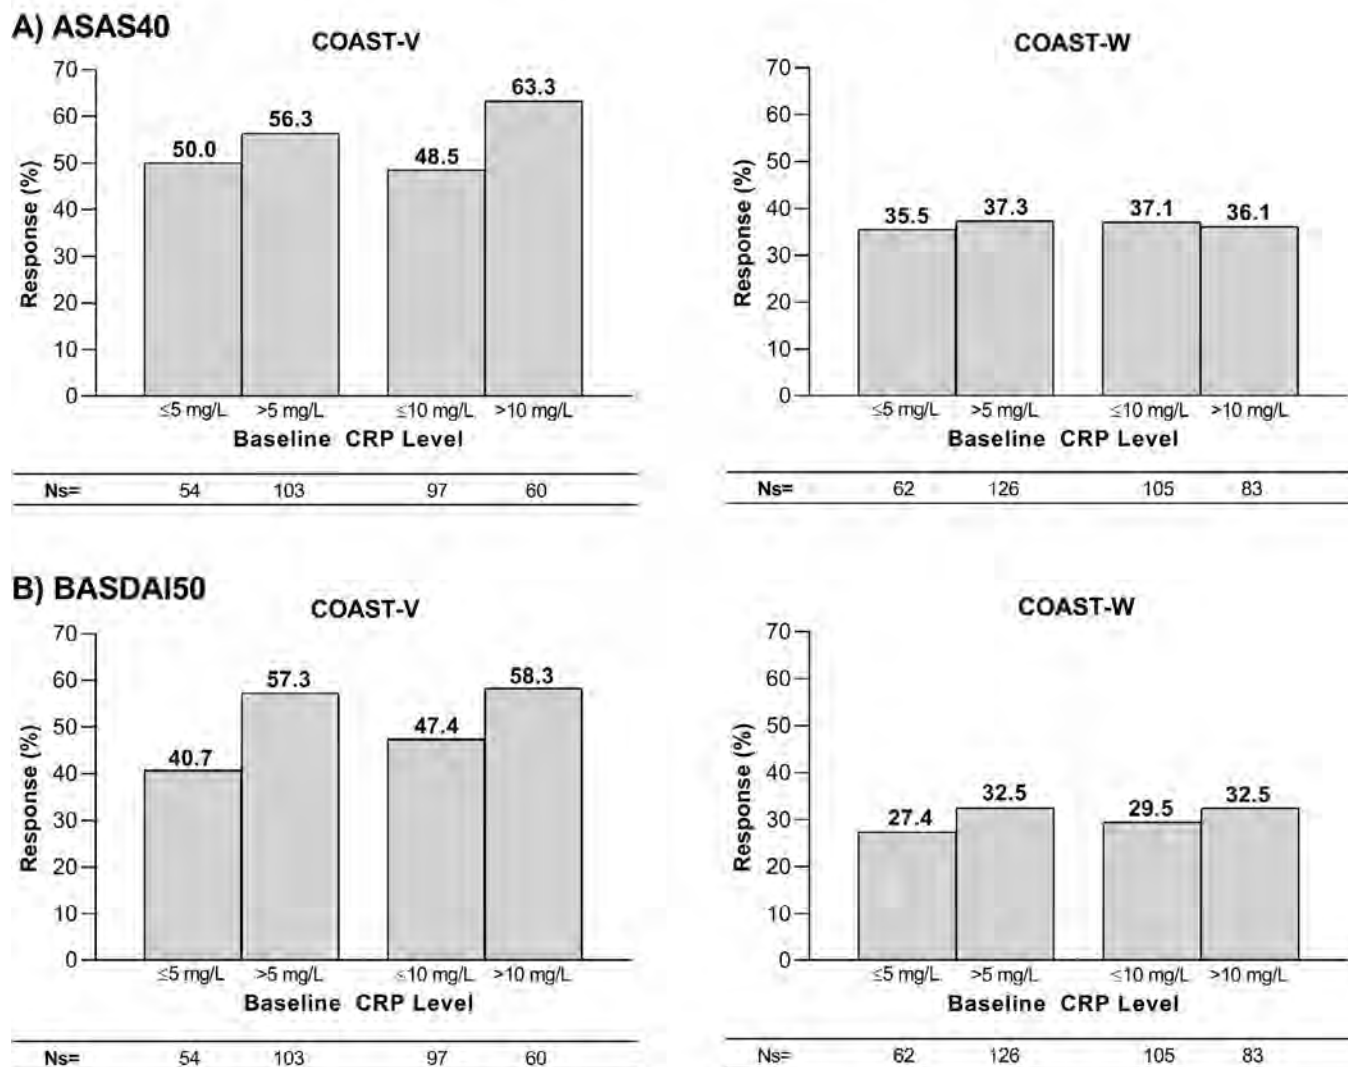 A) ASAS40
COAST-V
70
60
50
40
30
20
10
0
Response (%)
50.0
56.3
48.5
63.3
≤5 mg/L >5 mg/L ≤10 mg/L >10 mg/L
Baseline CRP Level
Ns= 54 103 97 60
COAST-W
70
60
50
40
30
20
10
0
Response (%)
35.5
37.3
37.1
36.1
≤5 mg/L >5 mg/L ≤10 mg/L >10 mg/L
Baseline CRP Level
Ns= 62 126 105 83
B) BASDAI50
COAST-V
70
60
50
40
30
20
10
0
Response (%)
40.7
57.3
47.4
58.3
≤5 mg/L >5 mg/L ≤10 mg/L >10 mg/L
Baseline CRP Level
Ns= 54 103 97 60
COAST-W
70
60
50
40
30
20
10
0
Response (%)
27.4
32.5
29.5
32.5
≤5 mg/L >5 mg/L ≤10 mg/L >10 mg/L
Baseline CRP Level
Ns= 62 126 105 83